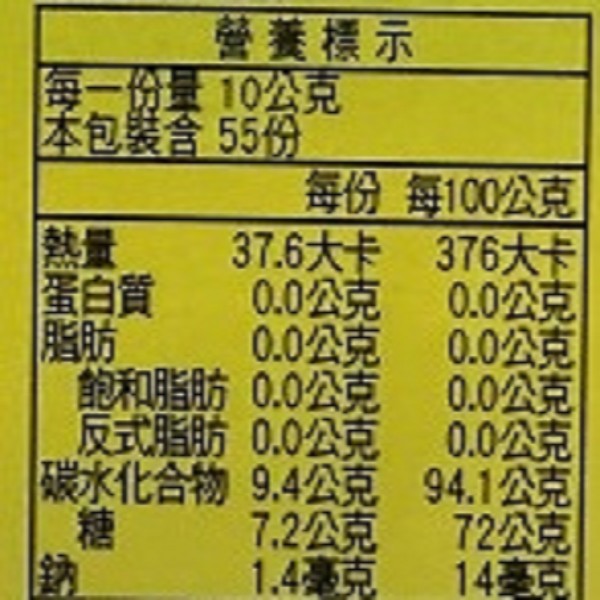 營養標示
每一份量 10公克
本包裝含 55份
每份 每100公克
熱量 37.6大卡 376大卡
蛋白質 0.0公克 0.0公克
脂肪 0.0公克 0.0公克
飽和脂肪 0.0公克 0.0公克
反式脂肪 0.0公克 0.0公克
碳水化合物 9.4公克 94.1公克
糖 7.2公克 72公克
鈉 1.4毫克 14毫克